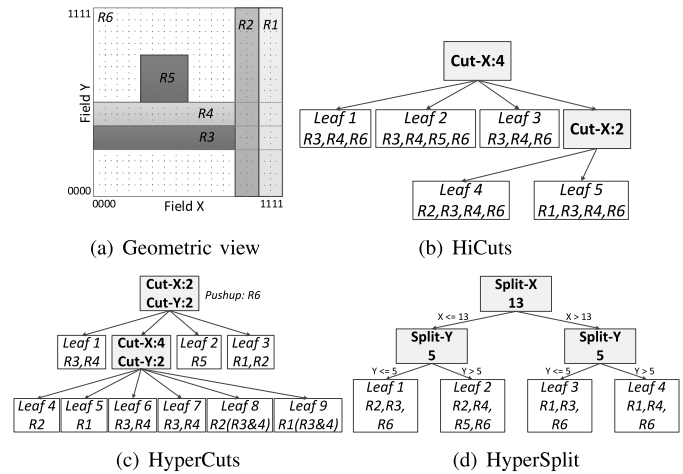 1111
R6
R2
R1
R5
R4
R3
Field Y
0000
0000
Field X
1111
(a) Geometric view
Cut-X:4
Leaf 1
R3,R4,R6
Leaf 2
R3,R4,R5,R6
Leaf 3
R3,R4,R6
Cut-X:2
Leaf 4
R2,R3,R4,R6
Leaf 5
R1,R3,R4,R6
(b) HiCuts
Cut-X:2
Cut-Y:2
Pushup: R6
Leaf 1
R3,R4
Cut-X:4
Cut-Y:2
Leaf 2
R5
Leaf 3
R1,R2
Leaf 4
R2
Leaf 5
R1
Leaf 6
R3,R4
Leaf 7
R3,R4
Leaf 8
R2(R3&4)
Leaf 9
R1(R3&4)
(c) HyperCuts
Split-X
13
X <= 13
X > 13
Split-Y
5
Split-Y
5
Y <= 5
Y > 5
Y <= 5
Y > 5
Leaf 1
R2,R3,
R6
Leaf 2
R2,R4,
R5,R6
Leaf 3
R1,R3,
R6
Leaf 4
R1,R4,
R6
(d) HyperSplit